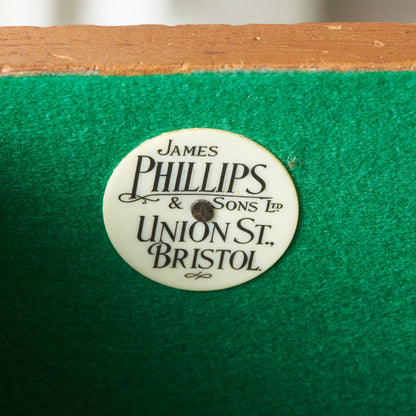 JAMES
PHILLIPS
& SONS LTD
UNION ST.,
BRISTOL.